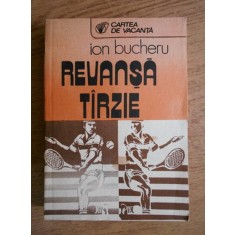 CARTEA
DE VACANȚĂ
ion bucheru
REVANȘĂ
TÎRZIE